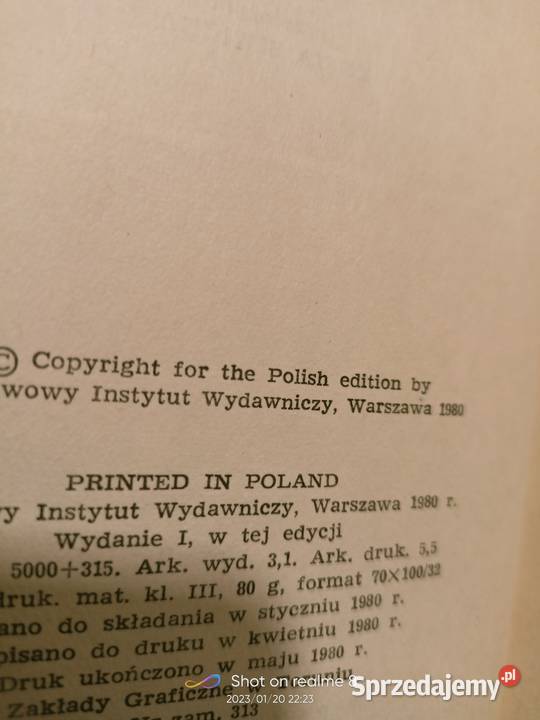 © Copyright for the Polish edition by
wowy Instytut Wydawniczy, Warszawa 1980
PRINTED IN POLAND
y Instytut Wydawniczy, Warszawa 1980 r.
Wydanie I, w tej edycji
5000+315. Ark. wyd. 3,1. Ark. druk. 5,5
druk. mat. kl. III, 80 g, format 70×100/32
ano do składania w styczniu 1980 r.
pisano do druku w kwietniu 1980 r.
Druk ukończono w maju 1980 r.
Zakłady Graficzne w
zam. 313
Shot on realme 8
2023/01/20 22:23
Sprzedajemy.pl